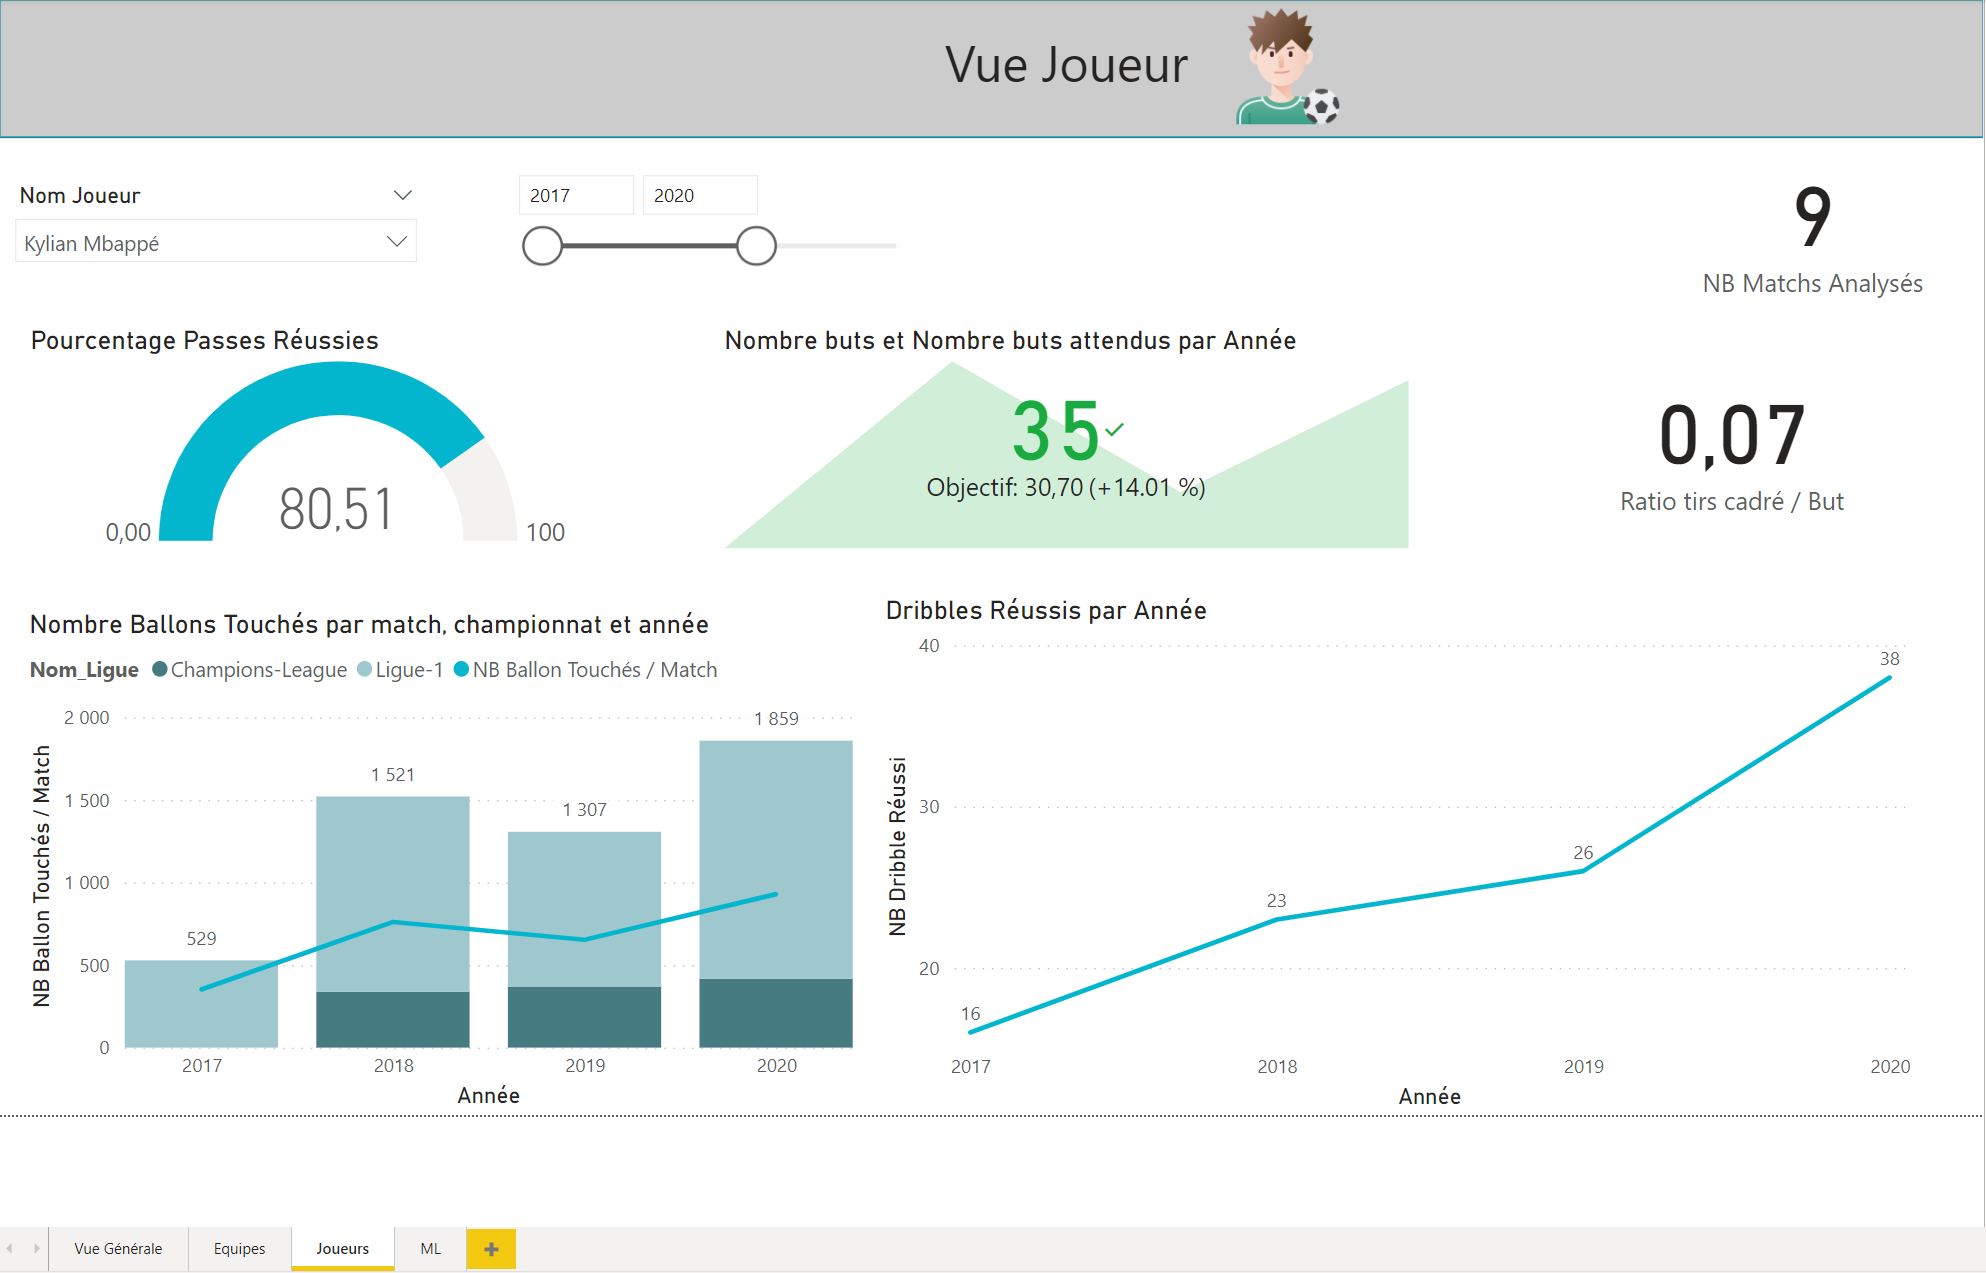 Vue Joueur
Nom Joueur
Kylian Mbappé
2017 2020
9
NB Matchs Analysés
Pourcentage Passes Réussies
80,51
0,00
100
Nombre buts et Nombre buts attendus par Année
35
Objectif: 30,70 (+14.01 %)
0,07
Ratio tirs cadré / But
Nombre Ballons Touchés par match, championnat et année
Nom_Ligue Champions-League Ligue-1 NB Ballon Touchés / Match
NB Ballon Touchés / Match
2 000
1 500
1 000
500
0
529
1 521
1 307
1 859
2017 2018 2019 2020
Année
Dribbles Réussis par Année
NB Dribble Réussi
40
30
20
16
23
26
38
2017 2018 2019 2020
Année
Vue Générale Equipes Joueurs ML +